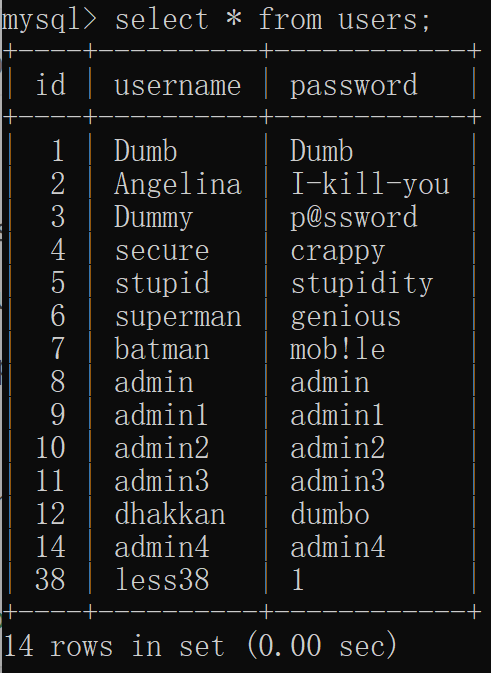 mysql> select * from users;
+----+----------+------------+
| id | username | password   |
+----+----------+------------+
|  1 | Dumb     | Dumb       |
|  2 | Angelina | I-kill-you |
|  3 | Dummy    | p@ssword   |
|  4 | secure   | crappy     |
|  5 | stupid   | stupidity  |
|  6 | superman | genious    |
|  7 | batman   | mob!le     |
|  8 | admin    | admin      |
|  9 | admin1   | admin1     |
| 10 | admin2   | admin2     |
| 11 | admin3   | admin3     |
| 12 | dhakkan  | dumbo      |
| 14 | admin4   | admin4     |
| 38 | less38   | 1          |
+----+----------+------------+
14 rows in set (0.00 sec)